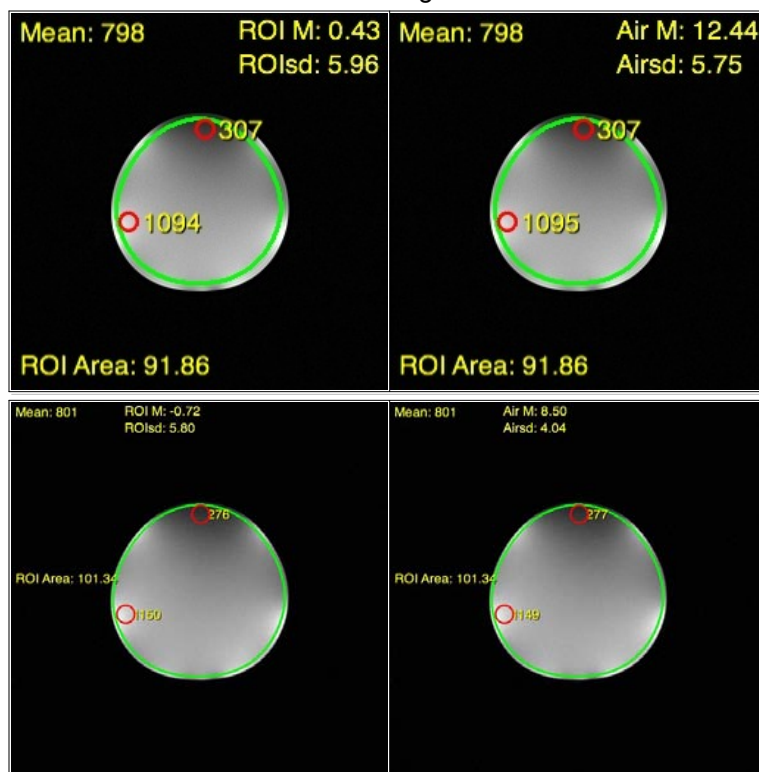 Mean: 798
ROI M: 0.43
ROIsd: 5.96
307
1094
ROI Area: 91.86
Mean: 798
Air M: 12.44
Airsd: 5.75
307
1095
ROI Area: 91.86
Mean: 801
ROI M: -0.72
ROIsd: 5.80
276
ROI Area: 101.34
1150
Mean: 801
Air M: 8.50
Airsd: 4.04
277
ROI Area: 101.34
1149